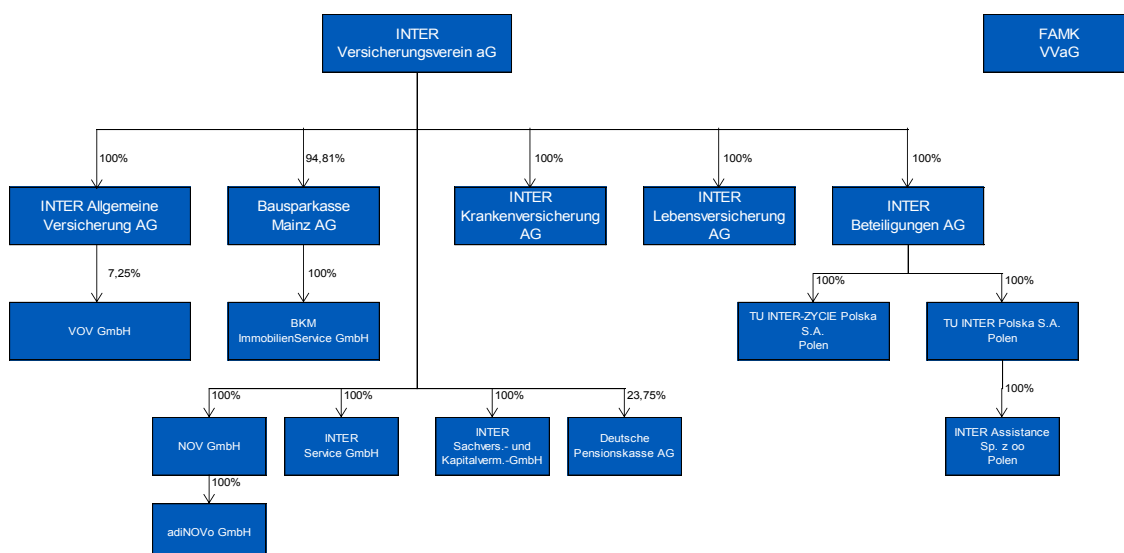 INTER
Versicherungsverein aG
FAMK
VVaG
100%
94,81%
100%
100%
100%
INTER Allgemeine
Versicherung AG
Bausparkasse
Mainz AG
INTER
Krankenversicherung
AG
INTER
Lebensversicherung
AG
INTER
Beteiligungen AG
7,25%
100%
100%
100%
VOV GmbH
BKM
ImmobilienService GmbH
TU INTER-ZYCIE Polska
S.A.
Polen
TU INTER Polska S.A.
Polen
100%
100%
100%
23,75%
100%
NOV GmbH
INTER
Service GmbH
INTER
Sachvers.- und
Kapitalverm.-GmbH
Deutsche
Pensionskasse AG
INTER Assistance
Sp. z oo
Polen
100%
adiNOVo GmbH